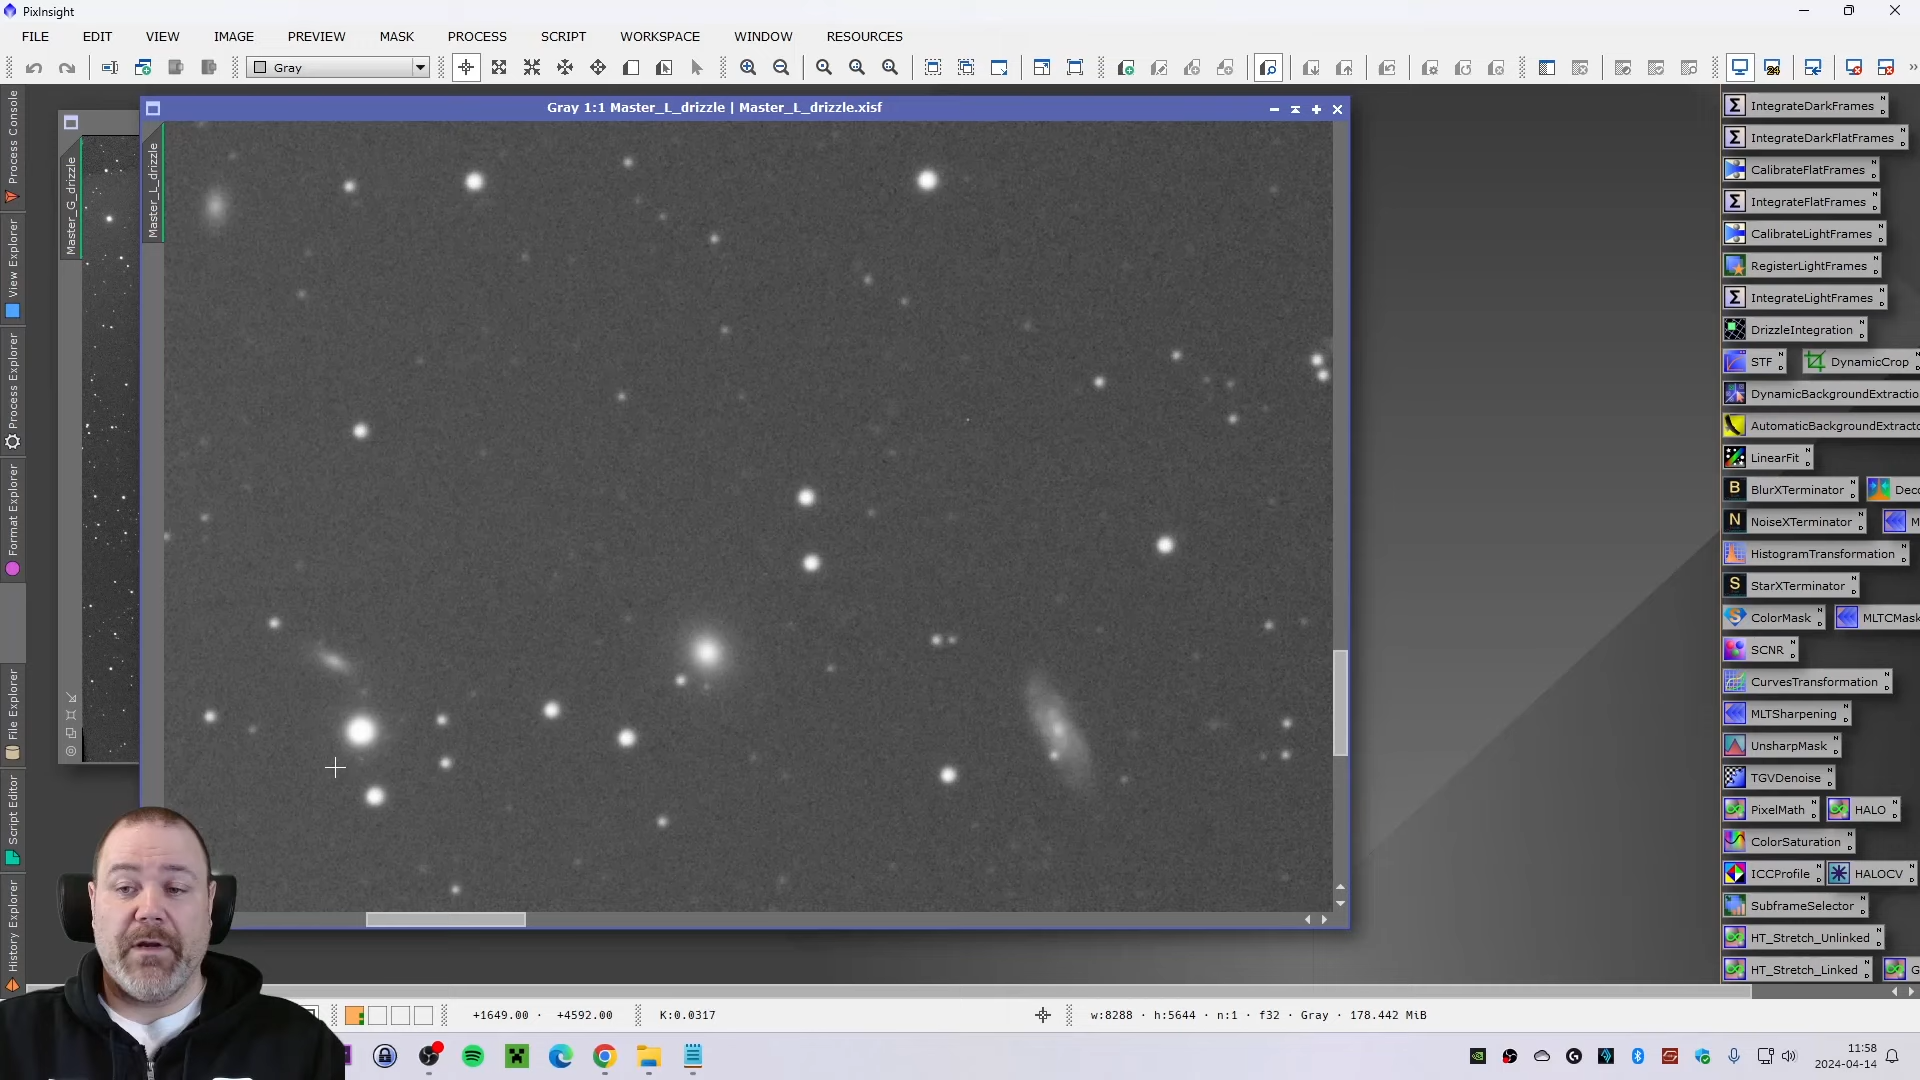 PixInsight
FILE EDIT VIEW IMAGE PREVIEW MASK PROCESS SCRIPT WORKSPACE WINDOW RESOURCES
Gray
24
»
Gray 1:1 Master_L_drizzle | Master_L_drizzle.xisf
Process Console
View Explorer
Process Explorer
Format Explorer
File Explorer
Script Editor
History Explorer
Master_G_drizzle
Master_L_drizzle
IntegrateDarkFrames
IntegrateDarkFlatFrames
CalibrateFlatFrames
IntegrateFlatFrames
CalibrateLightFrames
RegisterLightFrames
IntegrateLightFrames
DrizzleIntegration
STF DynamicCrop
DynamicBackgroundExtractio
AutomaticBackgroundExtracto
LinearFit
B BlurXTerminator Deco
N NoiseXTerminator M
HistogramTransformation
S StarXTerminator
ColorMask MLTCMask
SCNR
CurvesTransformation
MLTSharpening
UnsharpMask
TGVDenoise
PixelMath HALO
ColorSaturation
ICCProfile HALOCV
SubframeSelector
HT_Stretch_Unlinked
HT_Stretch_Linked G
+1649.00 · +4592.00 K:0.0317 w:8288 · h:5644 · n:1 · f32 · Gray · 178.442 MiB
11:58
2024-04-14